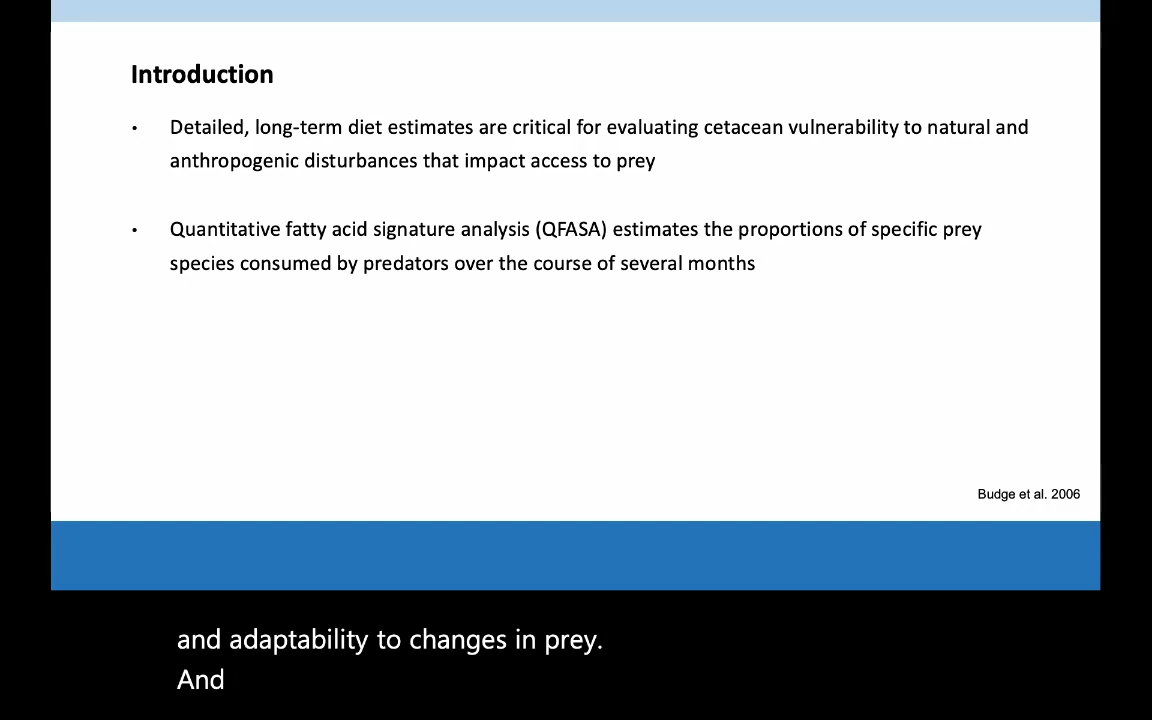 Introduction
• Detailed, long-term diet estimates are critical for evaluating cetacean vulnerability to natural and
anthropogenic disturbances that impact access to prey
• Quantitative fatty acid signature analysis (QFASA) estimates the proportions of specific prey
species consumed by predators over the course of several months
Budge et al. 2006
and adaptability to changes in prey.
And